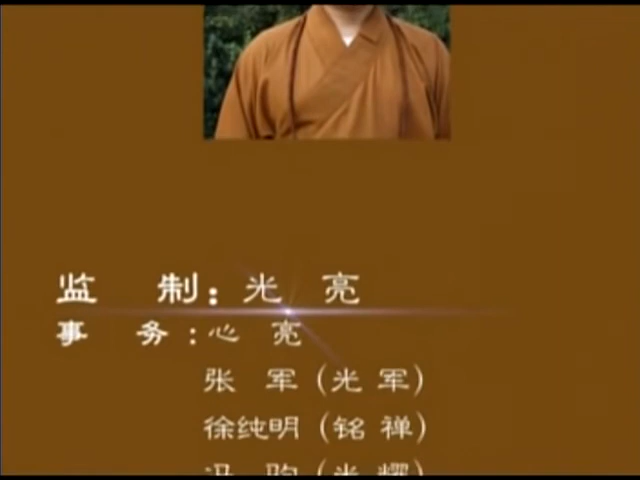 监 制：光 亮
事 务：心 亮
张 军（光 军）
徐纯明（铭 禅）